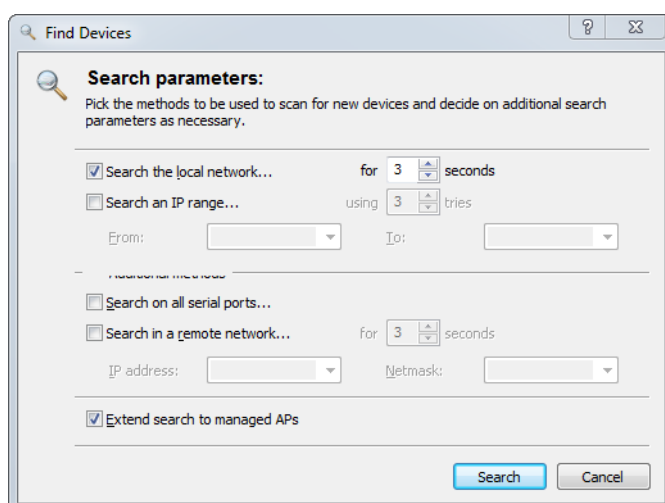 Find Devices
Search parameters:
Pick the methods to be used to scan for new devices and decide on additional search
parameters as necessary.
Search the local network... for 3 seconds
Search an IP range... using 3 tries
From: To:
Additional methods
Search on all serial ports...
Search in a remote network... for 3 seconds
IP address: Netmask:
Extend search to managed APs
Search Cancel